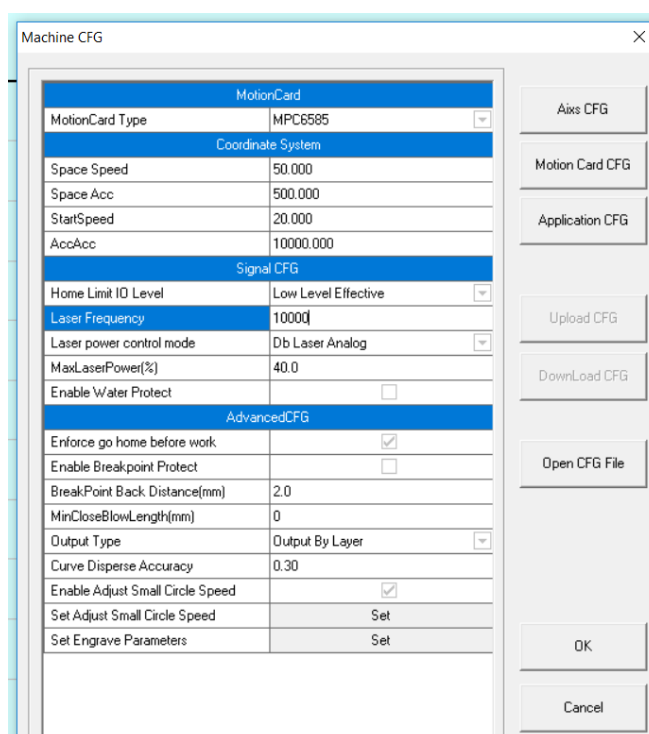 Machine CFG
MotionCard
MotionCard Type MPC6585
Coordinate System
Space Speed 50.000
Space Acc 500.000
StartSpeed 20.000
AccAcc 10000.000
Signal CFG
Home Limit IO Level Low Level Effective
Laser Frequency 10000
Laser power control mode Db Laser Analog
MaxLaserPower(%) 40.0
Enable Water Protect
AdvancedCFG
Enforce go home before work
Enable Breakpoint Protect
BreakPoint Back Distance(mm) 2.0
MinCloseBlowLength(mm) 0
Output Type Output By Layer
Curve Disperse Accuracy 0.30
Enable Adjust Small Circle Speed
Set Adjust Small Circle Speed Set
Set Engrave Parameters Set
Aixs CFG
Motion Card CFG
Application CFG
Upload CFG
DownLoad CFG
Open CFG File
OK
Cancel